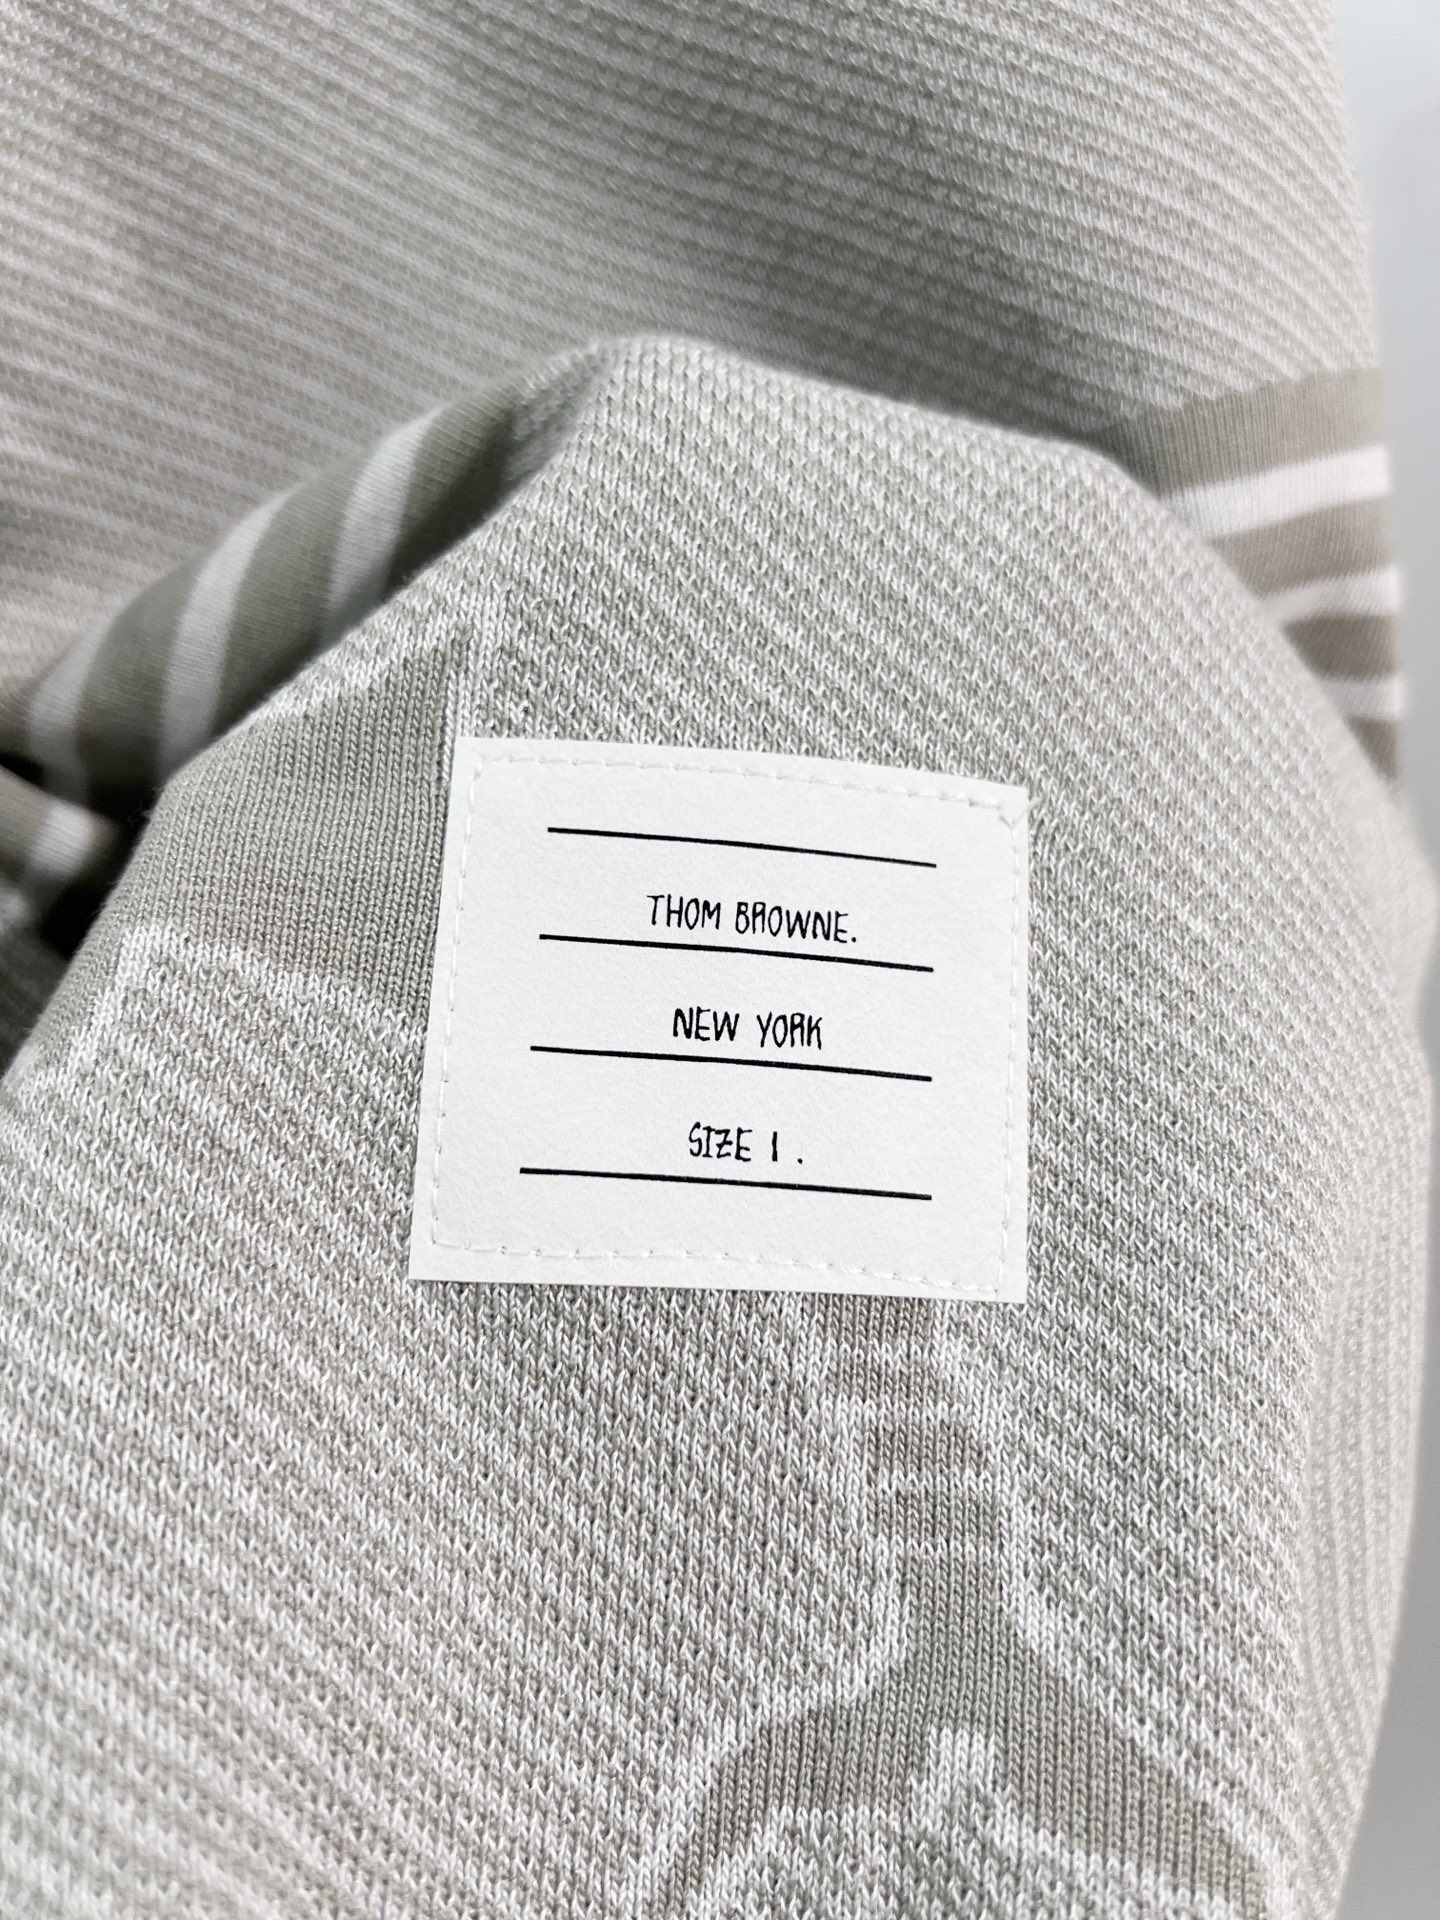 THOM BROWNE.
NEW YORK
SIZE 1 .